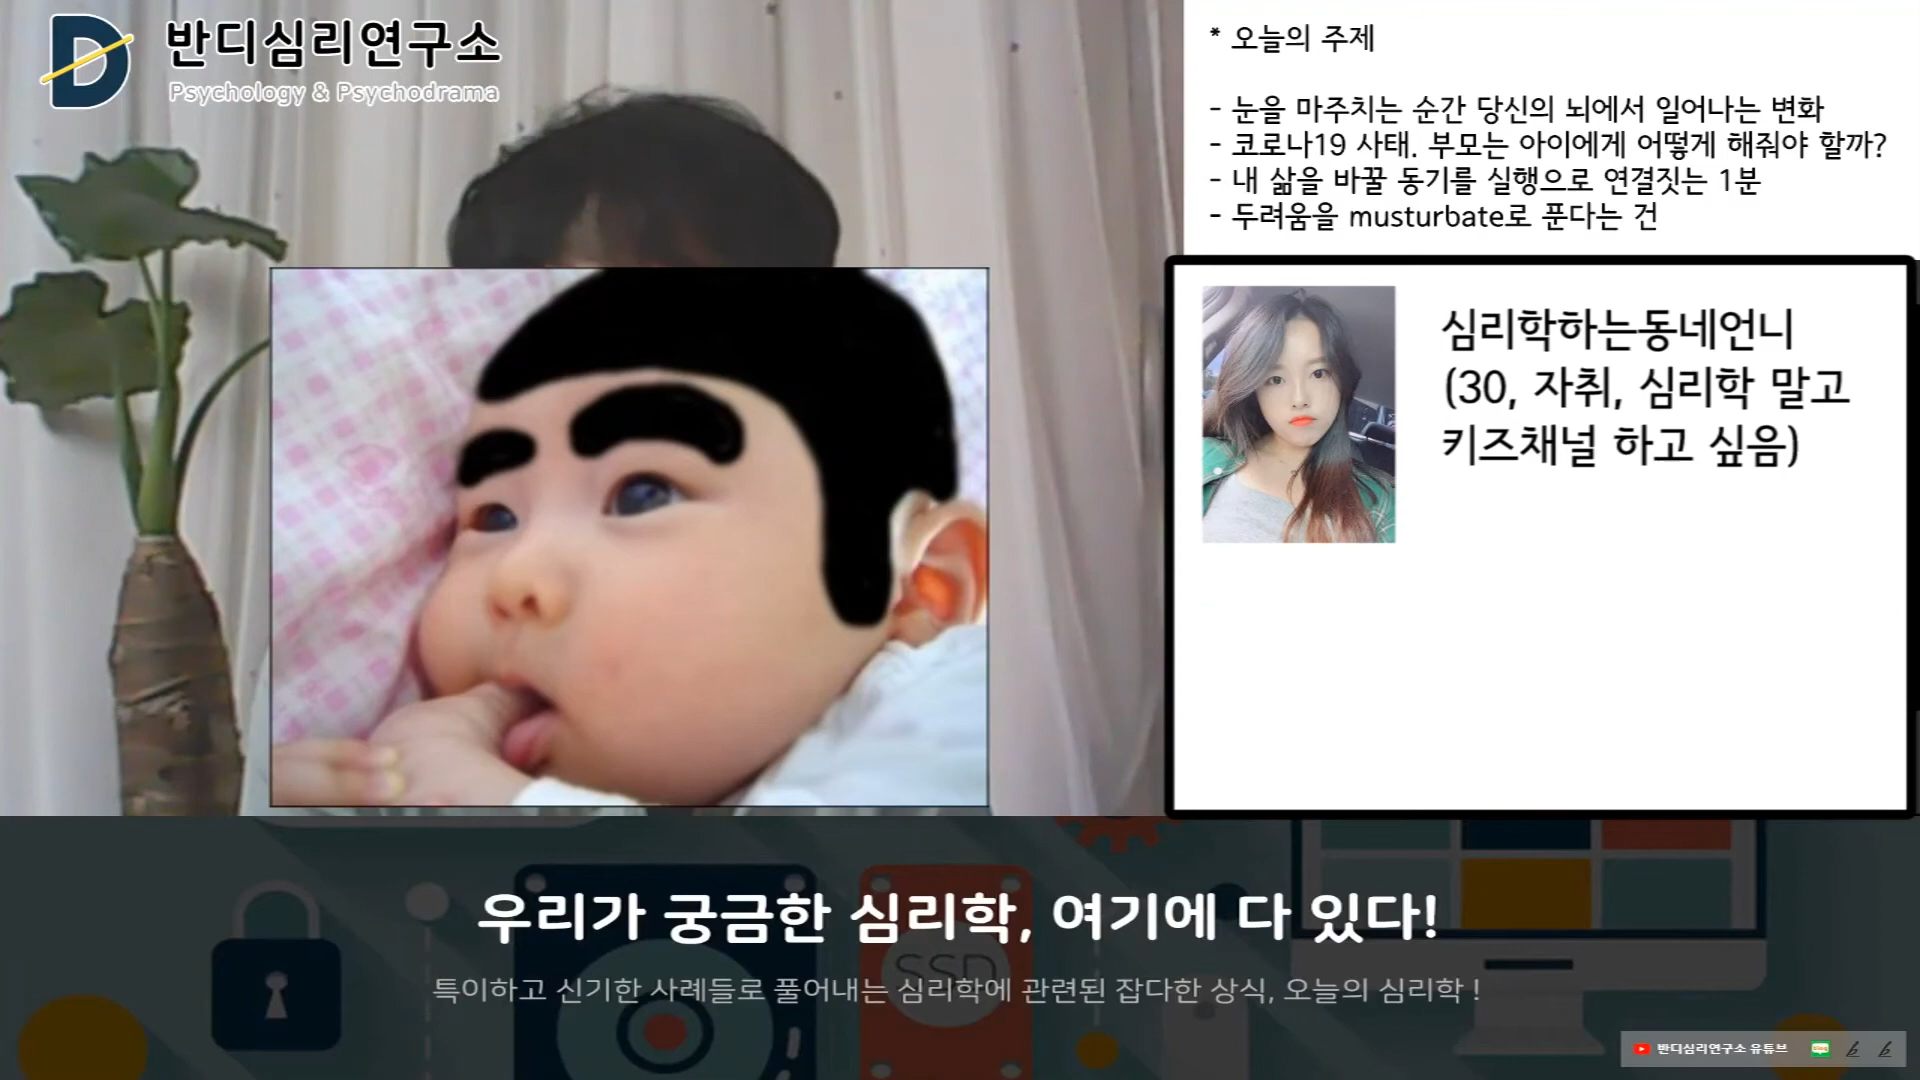 반디심리연구소
Psychology & Psychodrama
* 오늘의 주제
- 눈을 마주치는 순간 당신의 뇌에서 일어나는 변화
- 코로나19 사태. 부모는 아이에게 어떻게 해줘야 할까?
- 내 삶을 바꿀 동기를 실행으로 연결짓는 1분
- 두려움을 musturbate로 푼다는 건
심리학하는동네언니
(30, 자취, 심리학 말고
키즈채널 하고 싶음)
우리가 궁금한 심리학, 여기에 다 있다!
SSD
특이하고 신기한 사례들로 풀어내는 심리학에 관련된 잡다한 상식, 오늘의 심리학 !
반디심리연구소 유튜브
blog